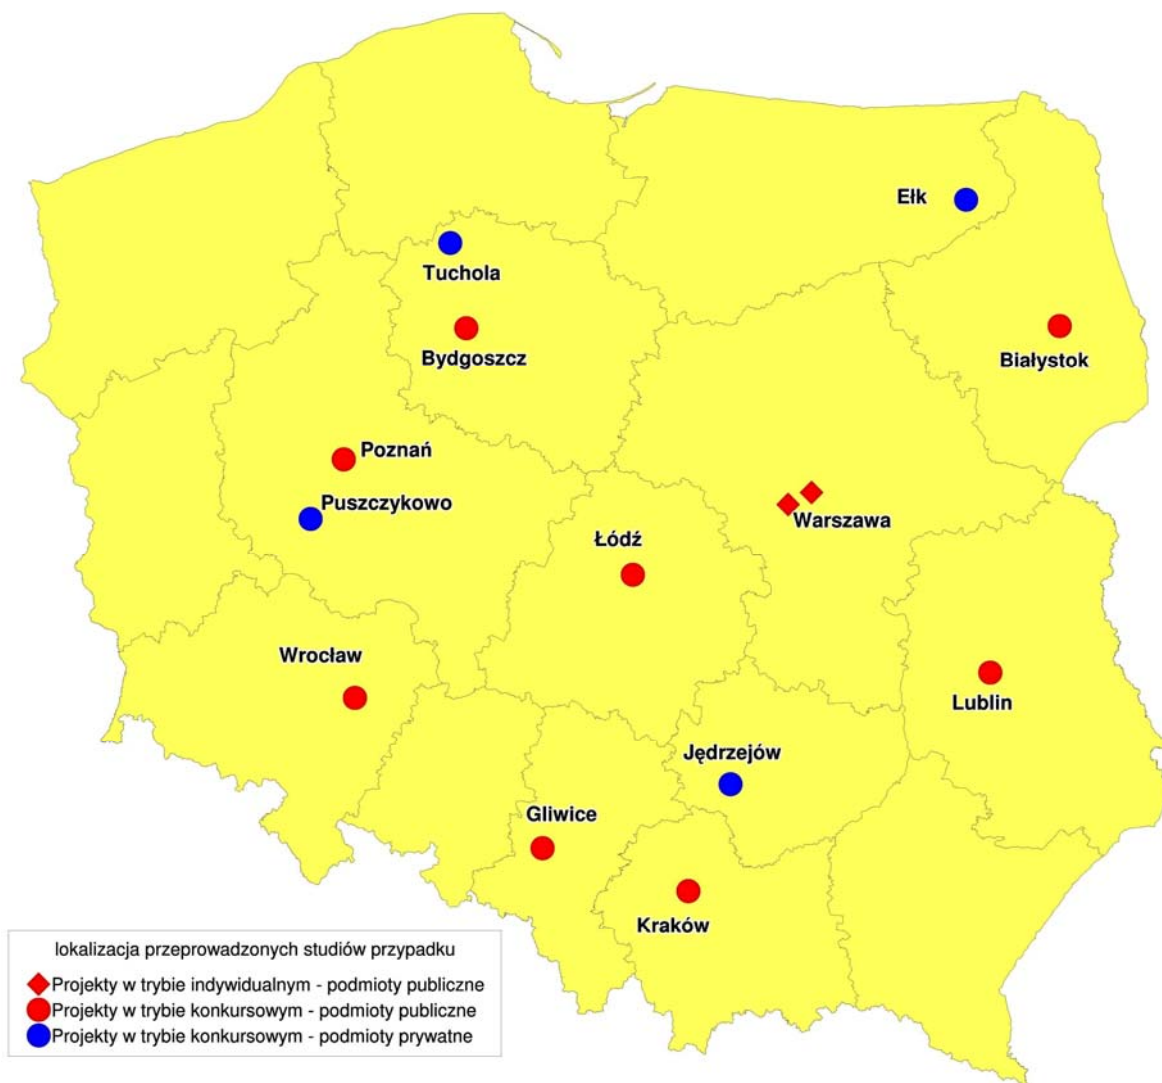 Ełk
Tuchola
Bydgoszcz
Białystok
Poznań
Puszczykowo
Warszawa
Łódź
Wrocław
Lublin
Jędrzejów
Gliwice
Kraków
lokalizacja przeprowadzonych studiów przypadku
Projekty w trybie indywidualnym - podmioty publiczne
Projekty w trybie konkursowym - podmioty publiczne
Projekty w trybie konkursowym - podmioty prywatne